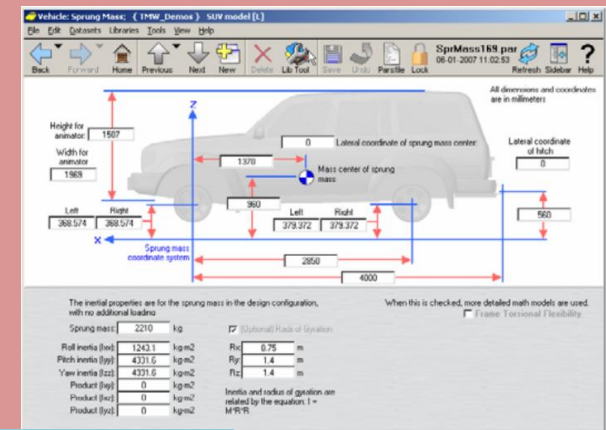 Vehicle: Sprung Mass; { TMW_Demos } SUV model [L]
File Edit Datasets Libraries Tools View Help
Back Forward Home Previous Next New Delete Lib Tool Save Undo Parsfile Lock Refresh Sidebar Help
SprMass169.par
06-01-2007 11:02:53
All dimensions and coordinates
are in millimeters
Z
Height for
animator: 1507
Width for
animator
1969
0 Lateral coordinate of sprung mass center:
Lateral coordinate
of hitch
0
1370
Mass center of sprung
mass
960
560
Left Right
368.574 368.574
Left Right
379.372 379.372
X
Sprung mass
coordinate system
2850
4000
The inertial properties are for the sprung mass in the design configuration,
with no additional loading
When this is checked, more detailed math models are used.
Frame Torsional Flexibility
Sprung mass: 2210 kg
(Optional) Radii of Gyration
Roll inertia (Ixx): 1243.1 kg-m2
Pitch inertia (Iyy): 4331.6 kg-m2
Yaw inertia (Izz): 4331.6 kg-m2
Product (Ixy): 0 kg-m2
Product (Ixz): 0 kg-m2
Product (Iyz): 0 kg-m2
Rx: 0.75 m
Ry: 1.4 m
Rz: 1.4 m
Inertia and radius of gyration are
related by the equation: I =
M*R*R